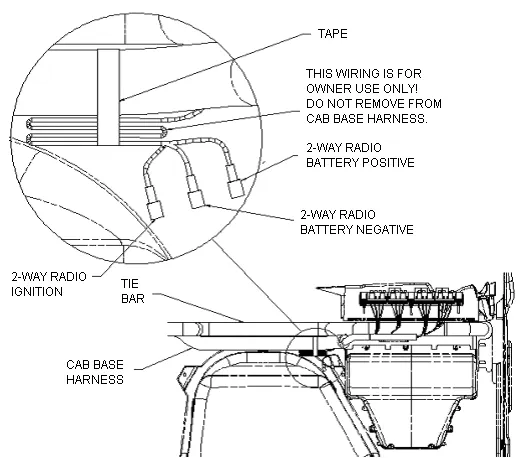 TAPE
THIS WIRING IS FOR
OWNER USE ONLY!
DO NOT REMOVE FROM
CAB BASE HARNESS.
2-WAY RADIO
BATTERY POSITIVE
2-WAY RADIO
BATTERY NEGATIVE
2-WAY RADIO
IGNITION
TIE
BAR
CAB BASE
HARNESS